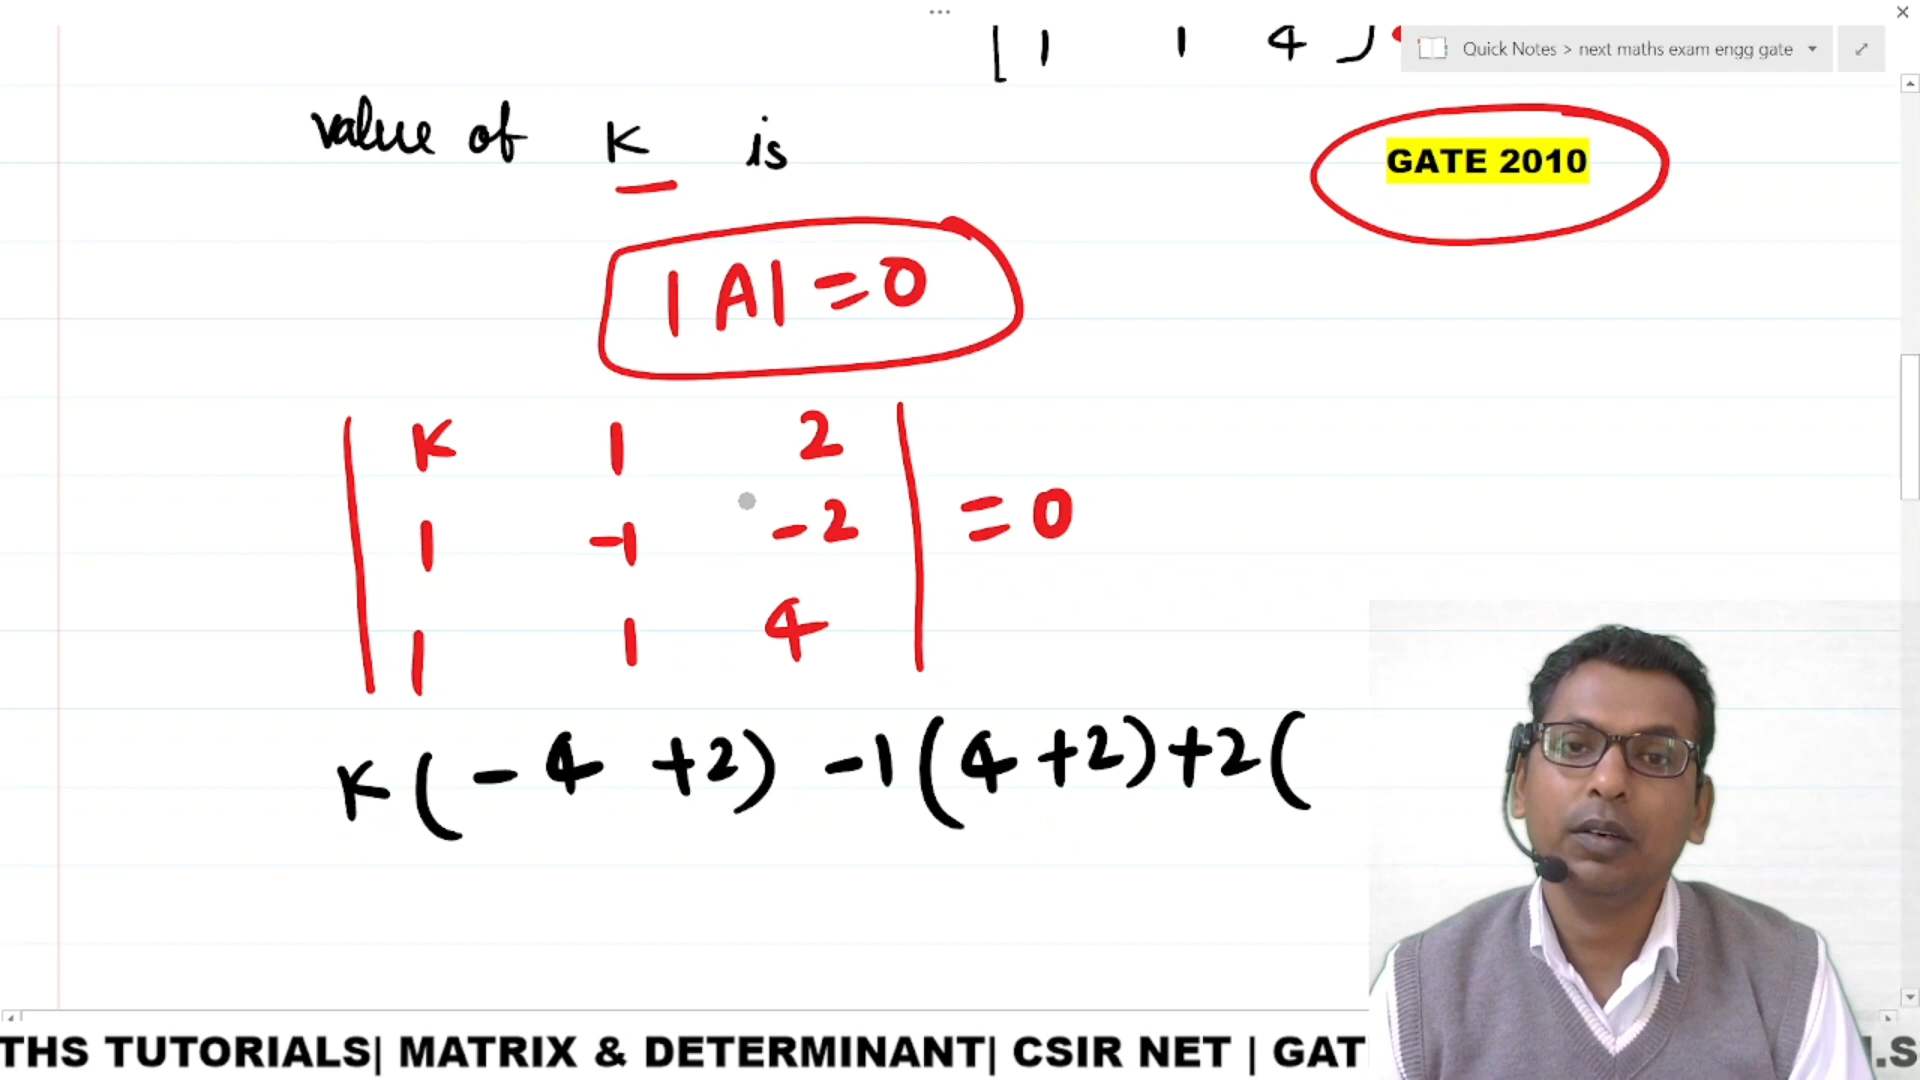 [1 1 4]
Quick Notes > next maths exam engg gate
value of K is
GATE 2010
|A| = 0
K 1 2
1 -1 -2 = 0
1 1 4
K(-4+2) -1(4+2)+2(
THS TUTORIALS| MATRIX & DETERMINANT| CSIR NET | GAT
.S